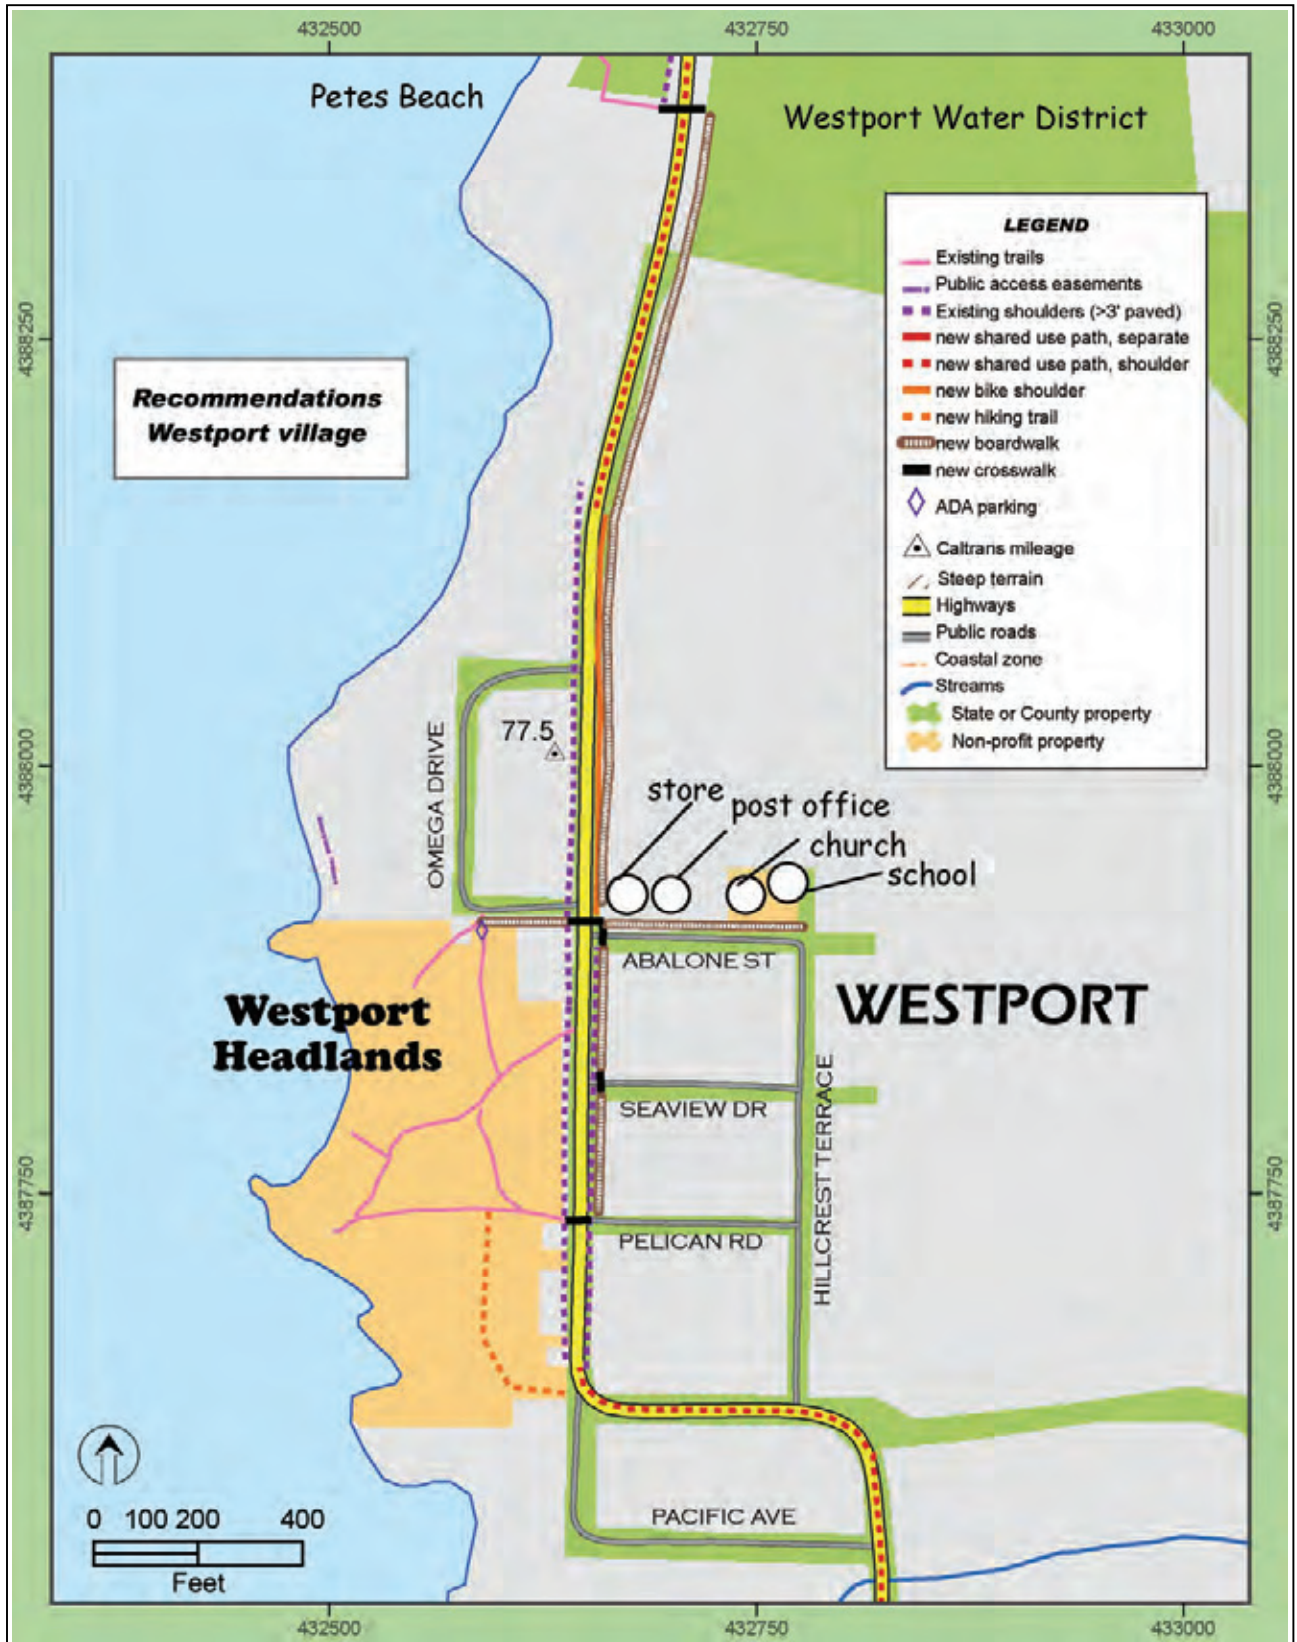 432500
432750
433000
Petes Beach
Westport Water District
LEGEND
Existing trails
Public access easements
Existing shoulders (>3' paved)
new shared use path, separate
new shared use path, shoulder
new bike shoulder
new hiking trail
new boardwalk
new crosswalk
ADA parking
Caltrans mileage
Steep terrain
Highways
Public roads
Coastal zone
Streams
State or County property
Non-profit property
4388250
4388250
Recommendations
Westport village
77.5
OMEGA DRIVE
4388000
4388000
store
post office
church
school
ABALONE ST
WESTPORT
Westport
Headlands
SEAVIEW DR
HILLCREST TERRACE
4387750
4387750
PELICAN RD
PACIFIC AVE
0 100 200 400
Feet
432500
432750
433000